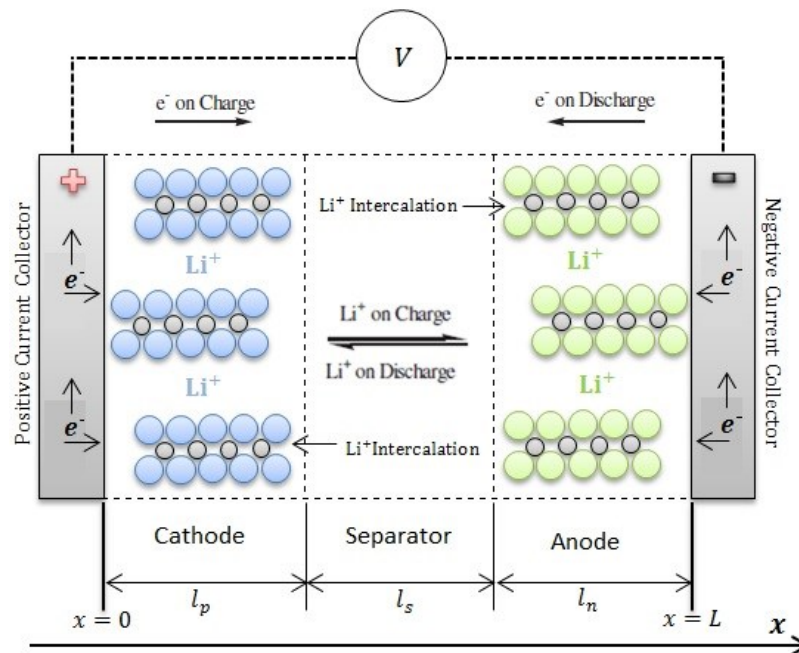 V
e⁻ on Charge
e⁻ on Discharge
Li⁺ Intercalation
Positive Current Collector
Negative Current Collector
e⁻
Li⁺
Li⁺
e⁻
Li⁺ on Charge
Li⁺ on Discharge
Li⁺
Li⁺
e⁻
Li⁺Intercalation
e⁻
Cathode
Separator
Anode
l_p
l_s
l_n
x = 0
x = L
x